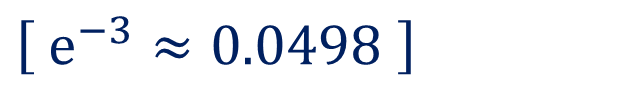 [ e⁻³ ≈ 0.0498 ]